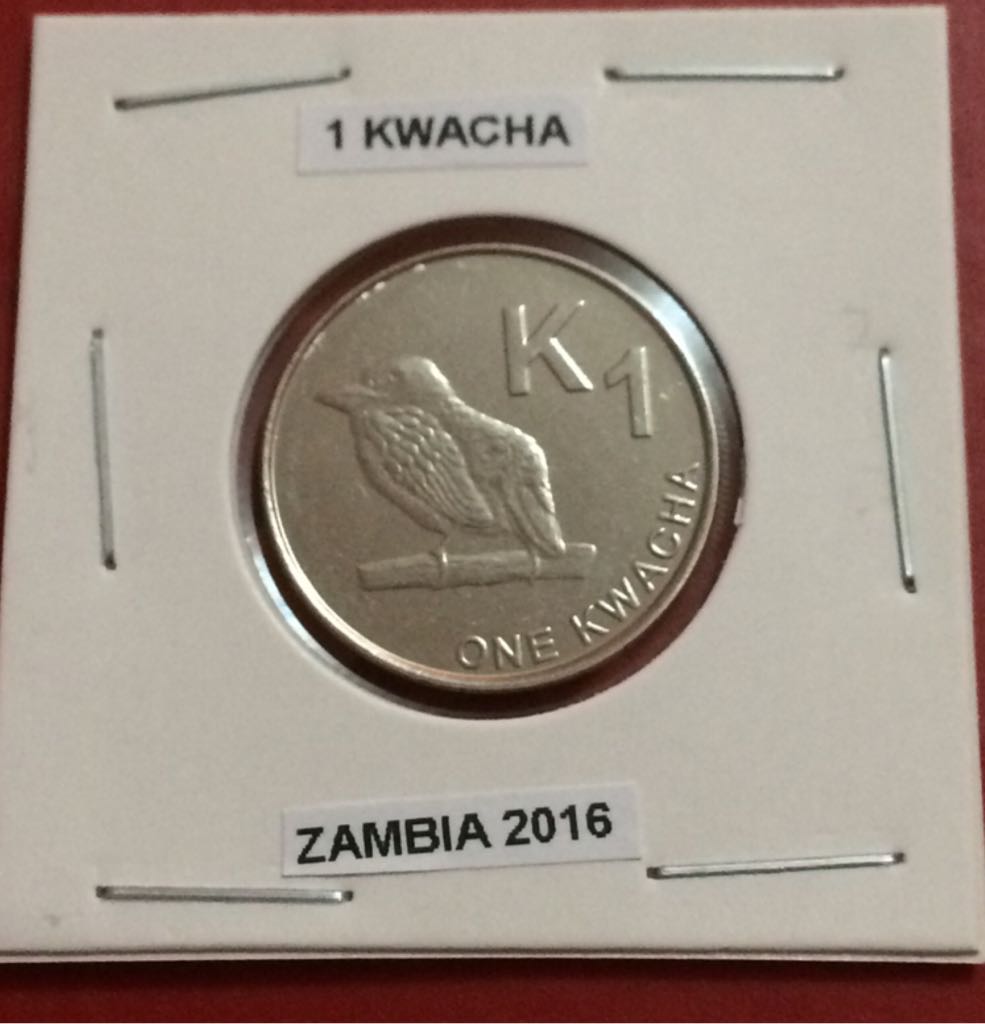 1 KWACHA
K1
ONE KWACHA
ZAMBIA 2016